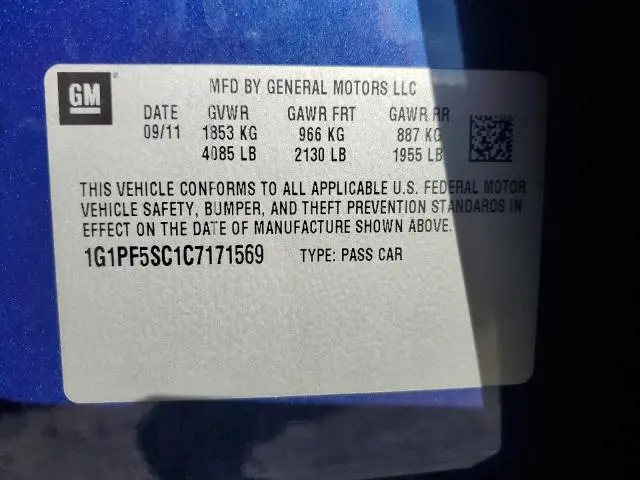 GM
MFD BY GENERAL MOTORS LLC
DATE GVWR GAWR FRT GAWR RR
09/11 1853 KG 966 KG 887 KG
4085 LB 2130 LB 1955 LB
THIS VEHICLE CONFORMS TO ALL APPLICABLE U.S. FEDERAL MOTOR
VEHICLE SAFETY, BUMPER, AND THEFT PREVENTION STANDARDS IN
EFFECT ON THE DATE OF MANUFACTURE SHOWN ABOVE.
1G1PF5SC1C7171569 TYPE: PASS CAR